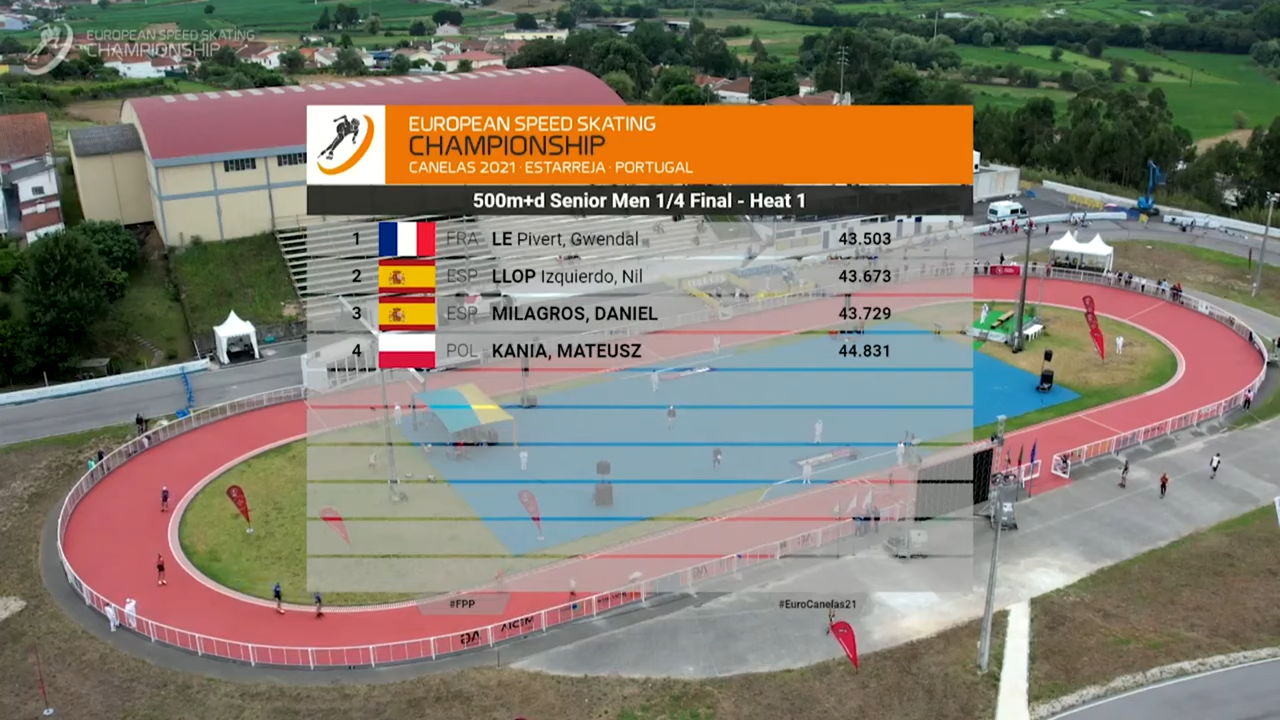 EUROPEAN SPEED SKATING
CHAMPIONSHIP
EUROPEAN SPEED SKATING
CHAMPIONSHIP
CANELAS 2021 · ESTARREJA · PORTUGAL
500m+d Senior Men 1/4 Final - Heat 1
1 FRA LE Pivert, Gwendal 43.503
2 ESP LLOP Izquierdo, Nil 43.673
3 ESP MILAGROS, DANIEL 43.729
4 POL KANIA, MATEUSZ 44.831
#FPP #EuroCanelas21